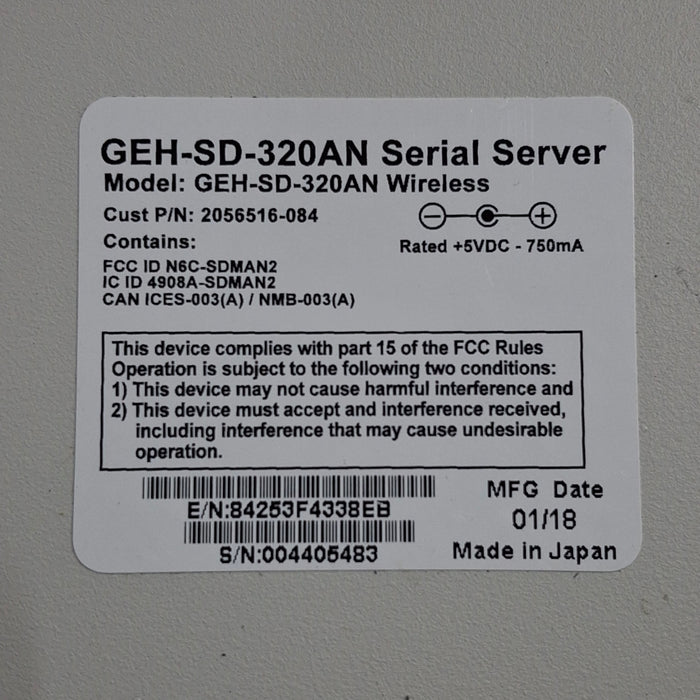 GEH-SD-320AN Serial Server
Model: GEH-SD-320AN Wireless
Cust P/N: 2056516-084
Contains:
Rated +5VDC - 750mA
FCC ID N6C-SDMAN2
IC ID 4908A-SDMAN2
CAN ICES-003(A) / NMB-003(A)
This device complies with part 15 of the FCC Rules
Operation is subject to the following two conditions:
1) This device may not cause harmful interference and
2) This device must accept and interference received,
including interference that may cause undesirable
operation.
E/N:84253F4338EB
S/N:004405483
MFG Date
01/18
Made in Japan